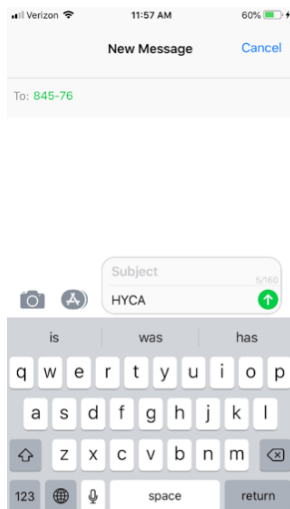 Verizon 11:57 AM 60%
New Message Cancel
To: 845-76
Subject
5/160
HYCA
is was has
q w e r t y u i o p
a s d f g h j k l
z x c v b n m
123 space return